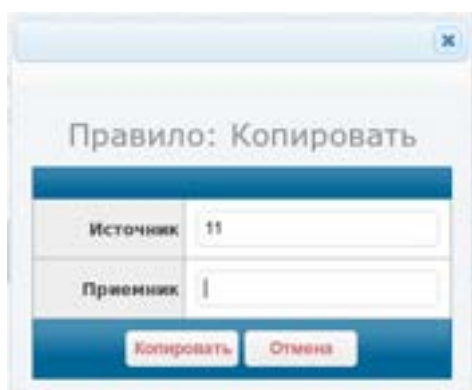 Правило: Копировать
Источник 11
Приемник
Копировать Отмена